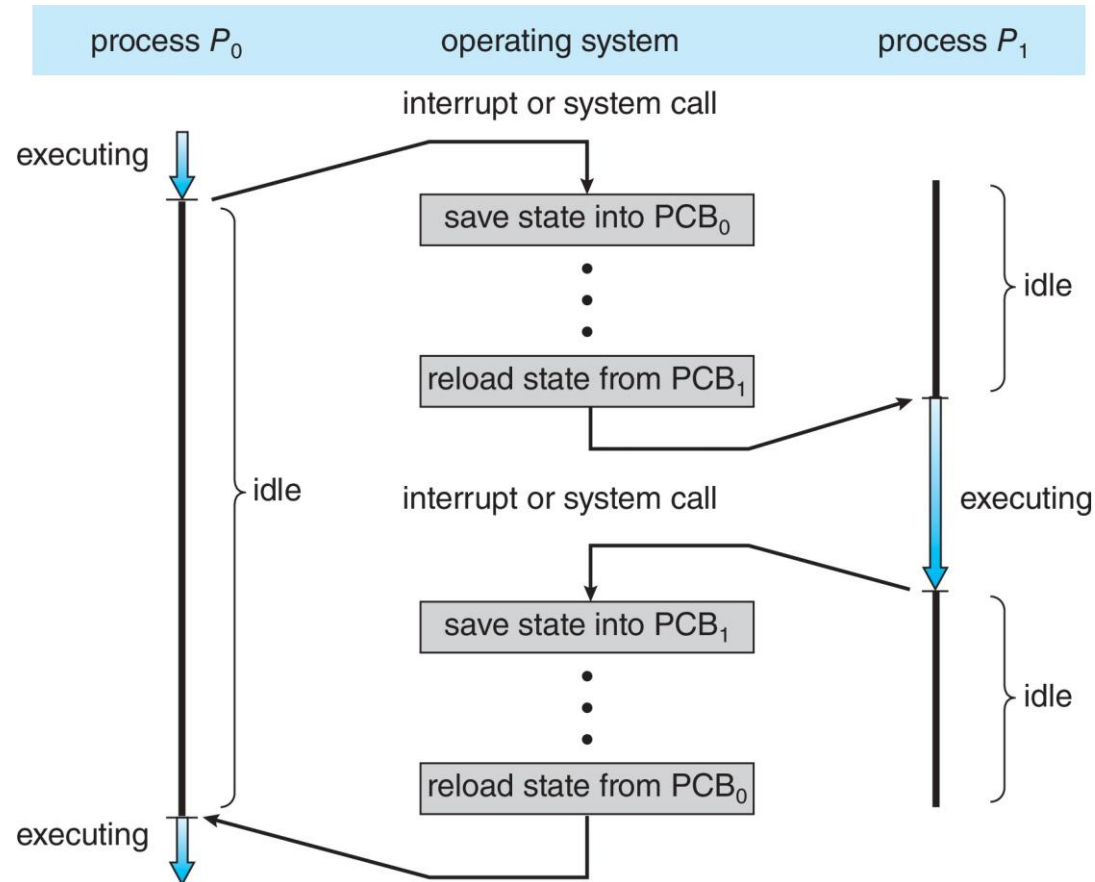 process P₀ operating system process P₁
interrupt or system call
executing
save state into PCB₀
idle
reload state from PCB₁
idle
interrupt or system call
executing
save state into PCB₁
idle
reload state from PCB₀
executing